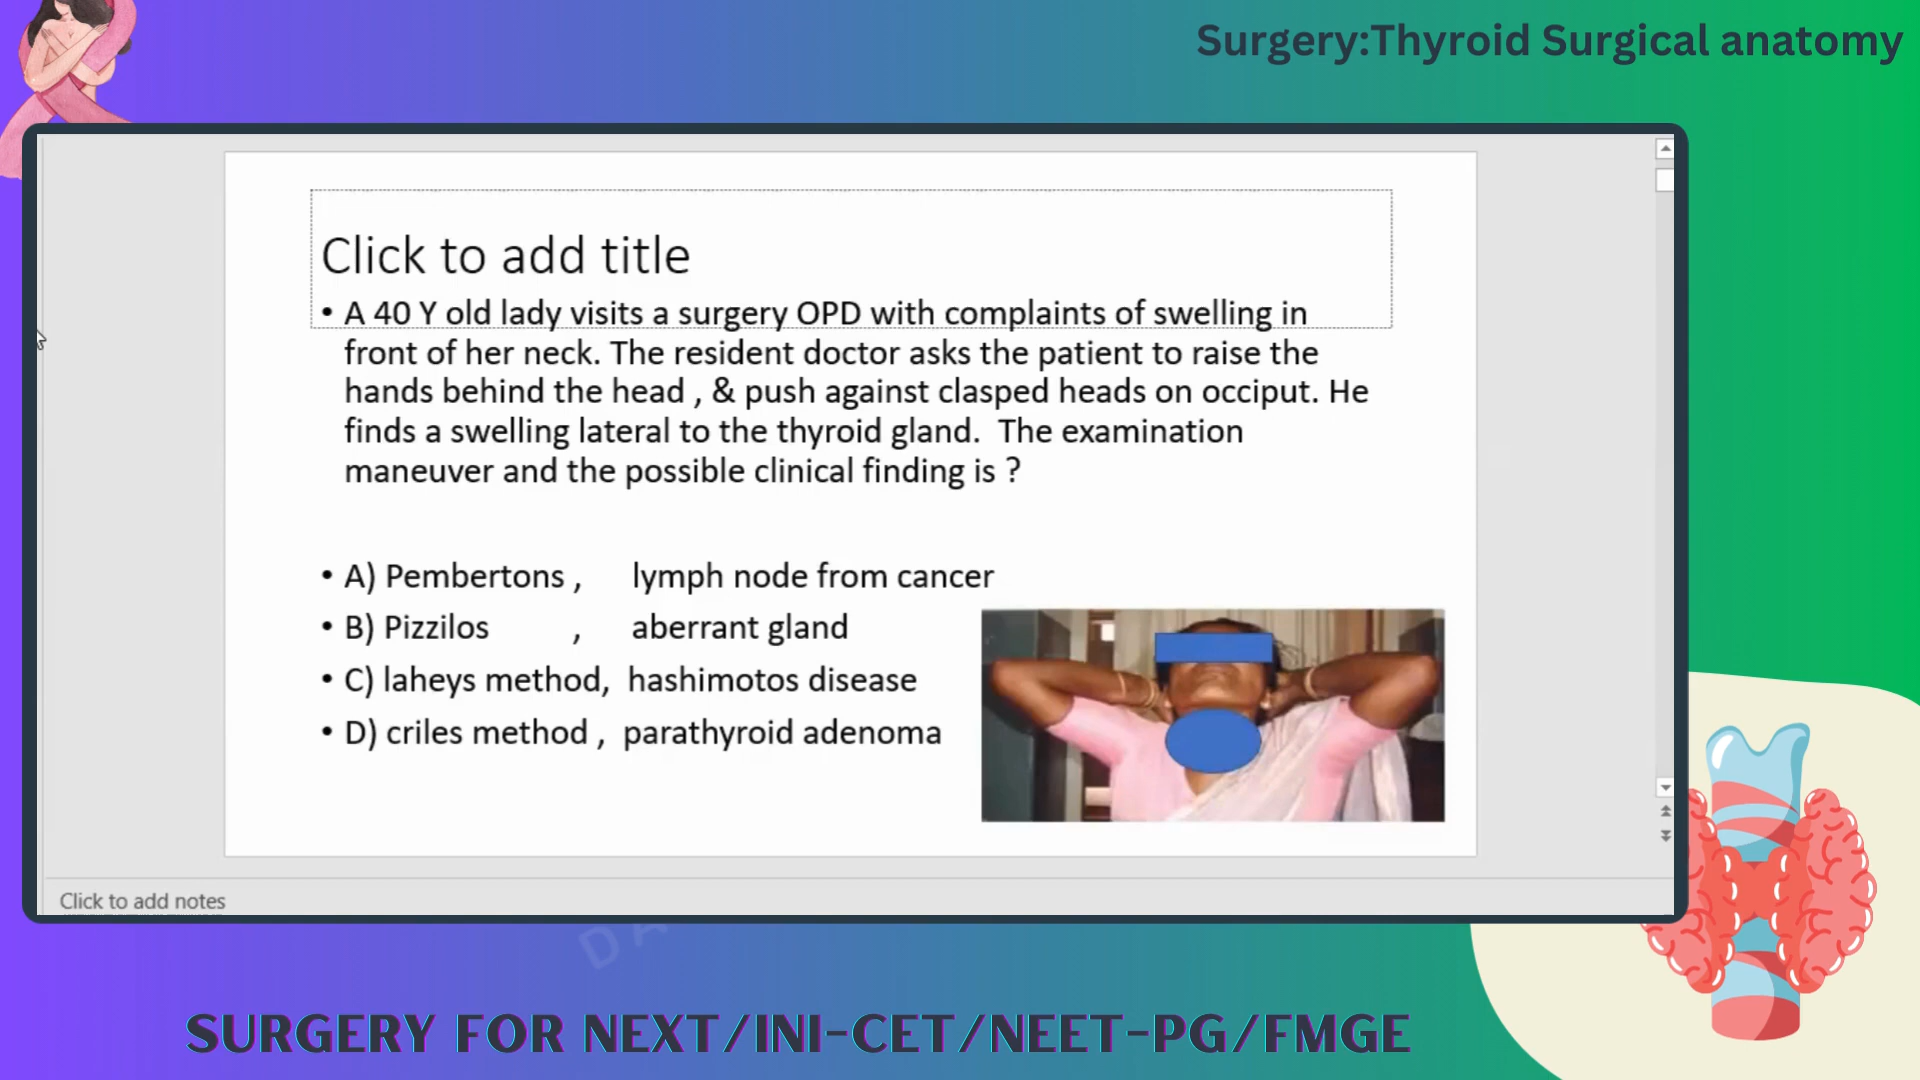 Surgery:Thyroid Surgical anatomy
Click to add title
• A 40 Y old lady visits a surgery OPD with complaints of swelling in
front of her neck. The resident doctor asks the patient to raise the
hands behind the head , & push against clasped heads on occiput. He
finds a swelling lateral to the thyroid gland. The examination
maneuver and the possible clinical finding is ?
• A) Pembertons , lymph node from cancer
• B) Pizzilos , aberrant gland
• C) laheys method, hashimotos disease
• D) criles method , parathyroid adenoma
Click to add notes
DA
SURGERY FOR NEXT/INI-CET/NEET-PG/FMGE